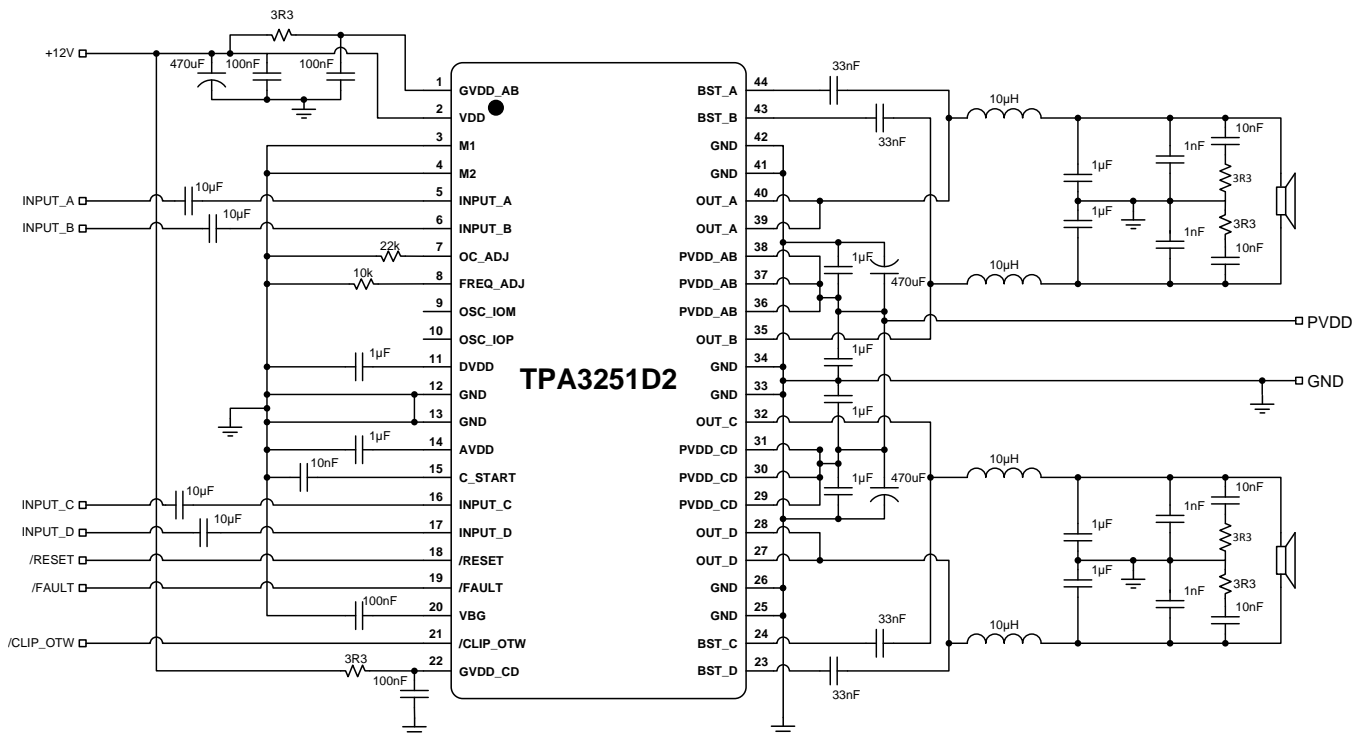 3R3
+12V
470uF
100nF
100nF
33nF
1
GVDD_AB
BST_A
44
10µH
2
VDD
BST_B
43
33nF
10nF
1nF
3
M1
GND
42
4
M2
GND
41
1µF
3R3
INPUT_A
10µF
5
INPUT_A
OUT_A
40
INPUT_B
10µF
6
INPUT_B
OUT_A
39
1µF
3R3
1nF
22k
7
OC_ADJ
PVDD_AB
38
1µF
10nF
10µH
10k
8
FREQ_ADJ
PVDD_AB
37
470uF
9
OSC_IOM
PVDD_AB
36
PVDD
10
OSC_IOP
OUT_B
35
1µF
1µF
11
DVDD
GND
34
TPA3251D2
GND
12
GND
GND
33
1µF
13
GND
OUT_C
32
1µF
14
AVDD
PVDD_CD
31
10µH
10nF
15
C_START
PVDD_CD
30
1µF
470uF
10nF
INPUT_C
10µF
16
INPUT_C
PVDD_CD
29
1nF
INPUT_D
10µF
17
INPUT_D
OUT_D
28
1µF
3R3
/RESET
18
/RESET
OUT_D
27
1µF
/FAULT
19
/FAULT
GND
26
3R3
1nF
100nF
20
VBG
GND
25
10nF
33nF
10µH
/CLIP_OTW
21
/CLIP_OTW
BST_C
24
3R3
22
GVDD_CD
BST_D
23
100nF
33nF